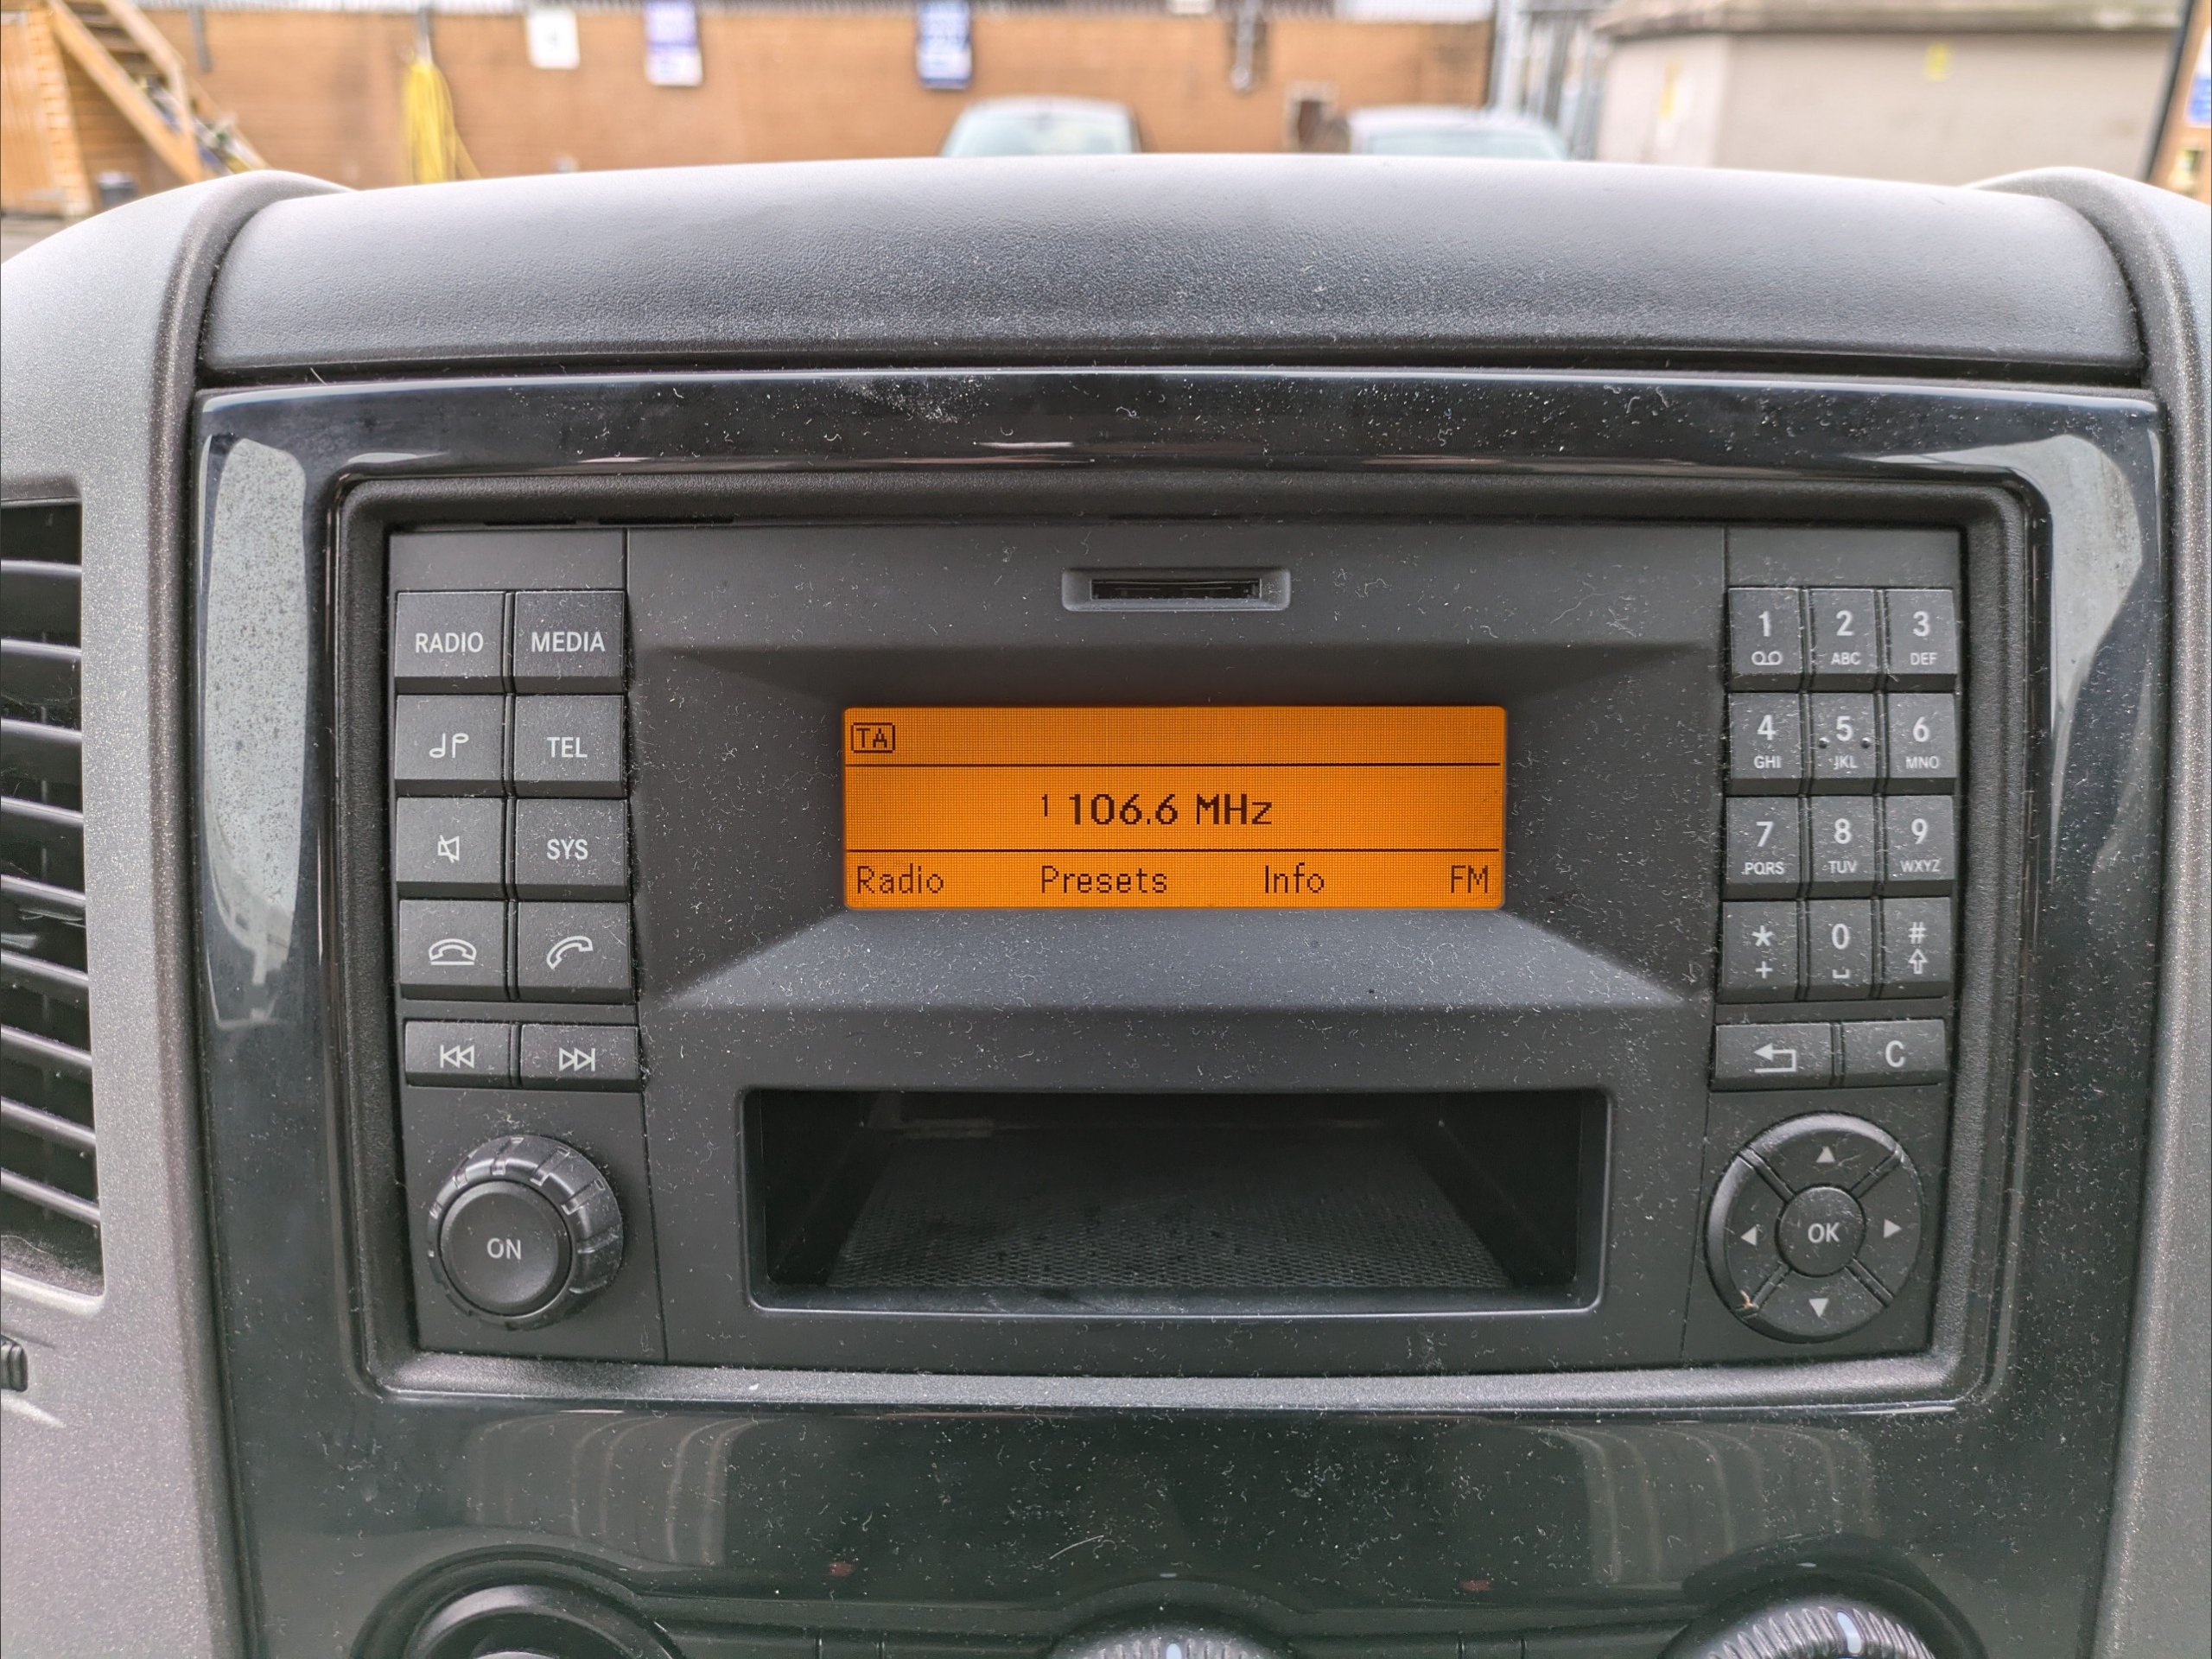 RADIO MEDIA
TEL
SYS
ON
TA
1 106.6 MHz
Radio Presets Info FM
1 2 3
ABC DEF
4 5 6
GHI JKL MNO
7 8 9
PQRS TUV WXYZ
* 0 #
+
C
OK